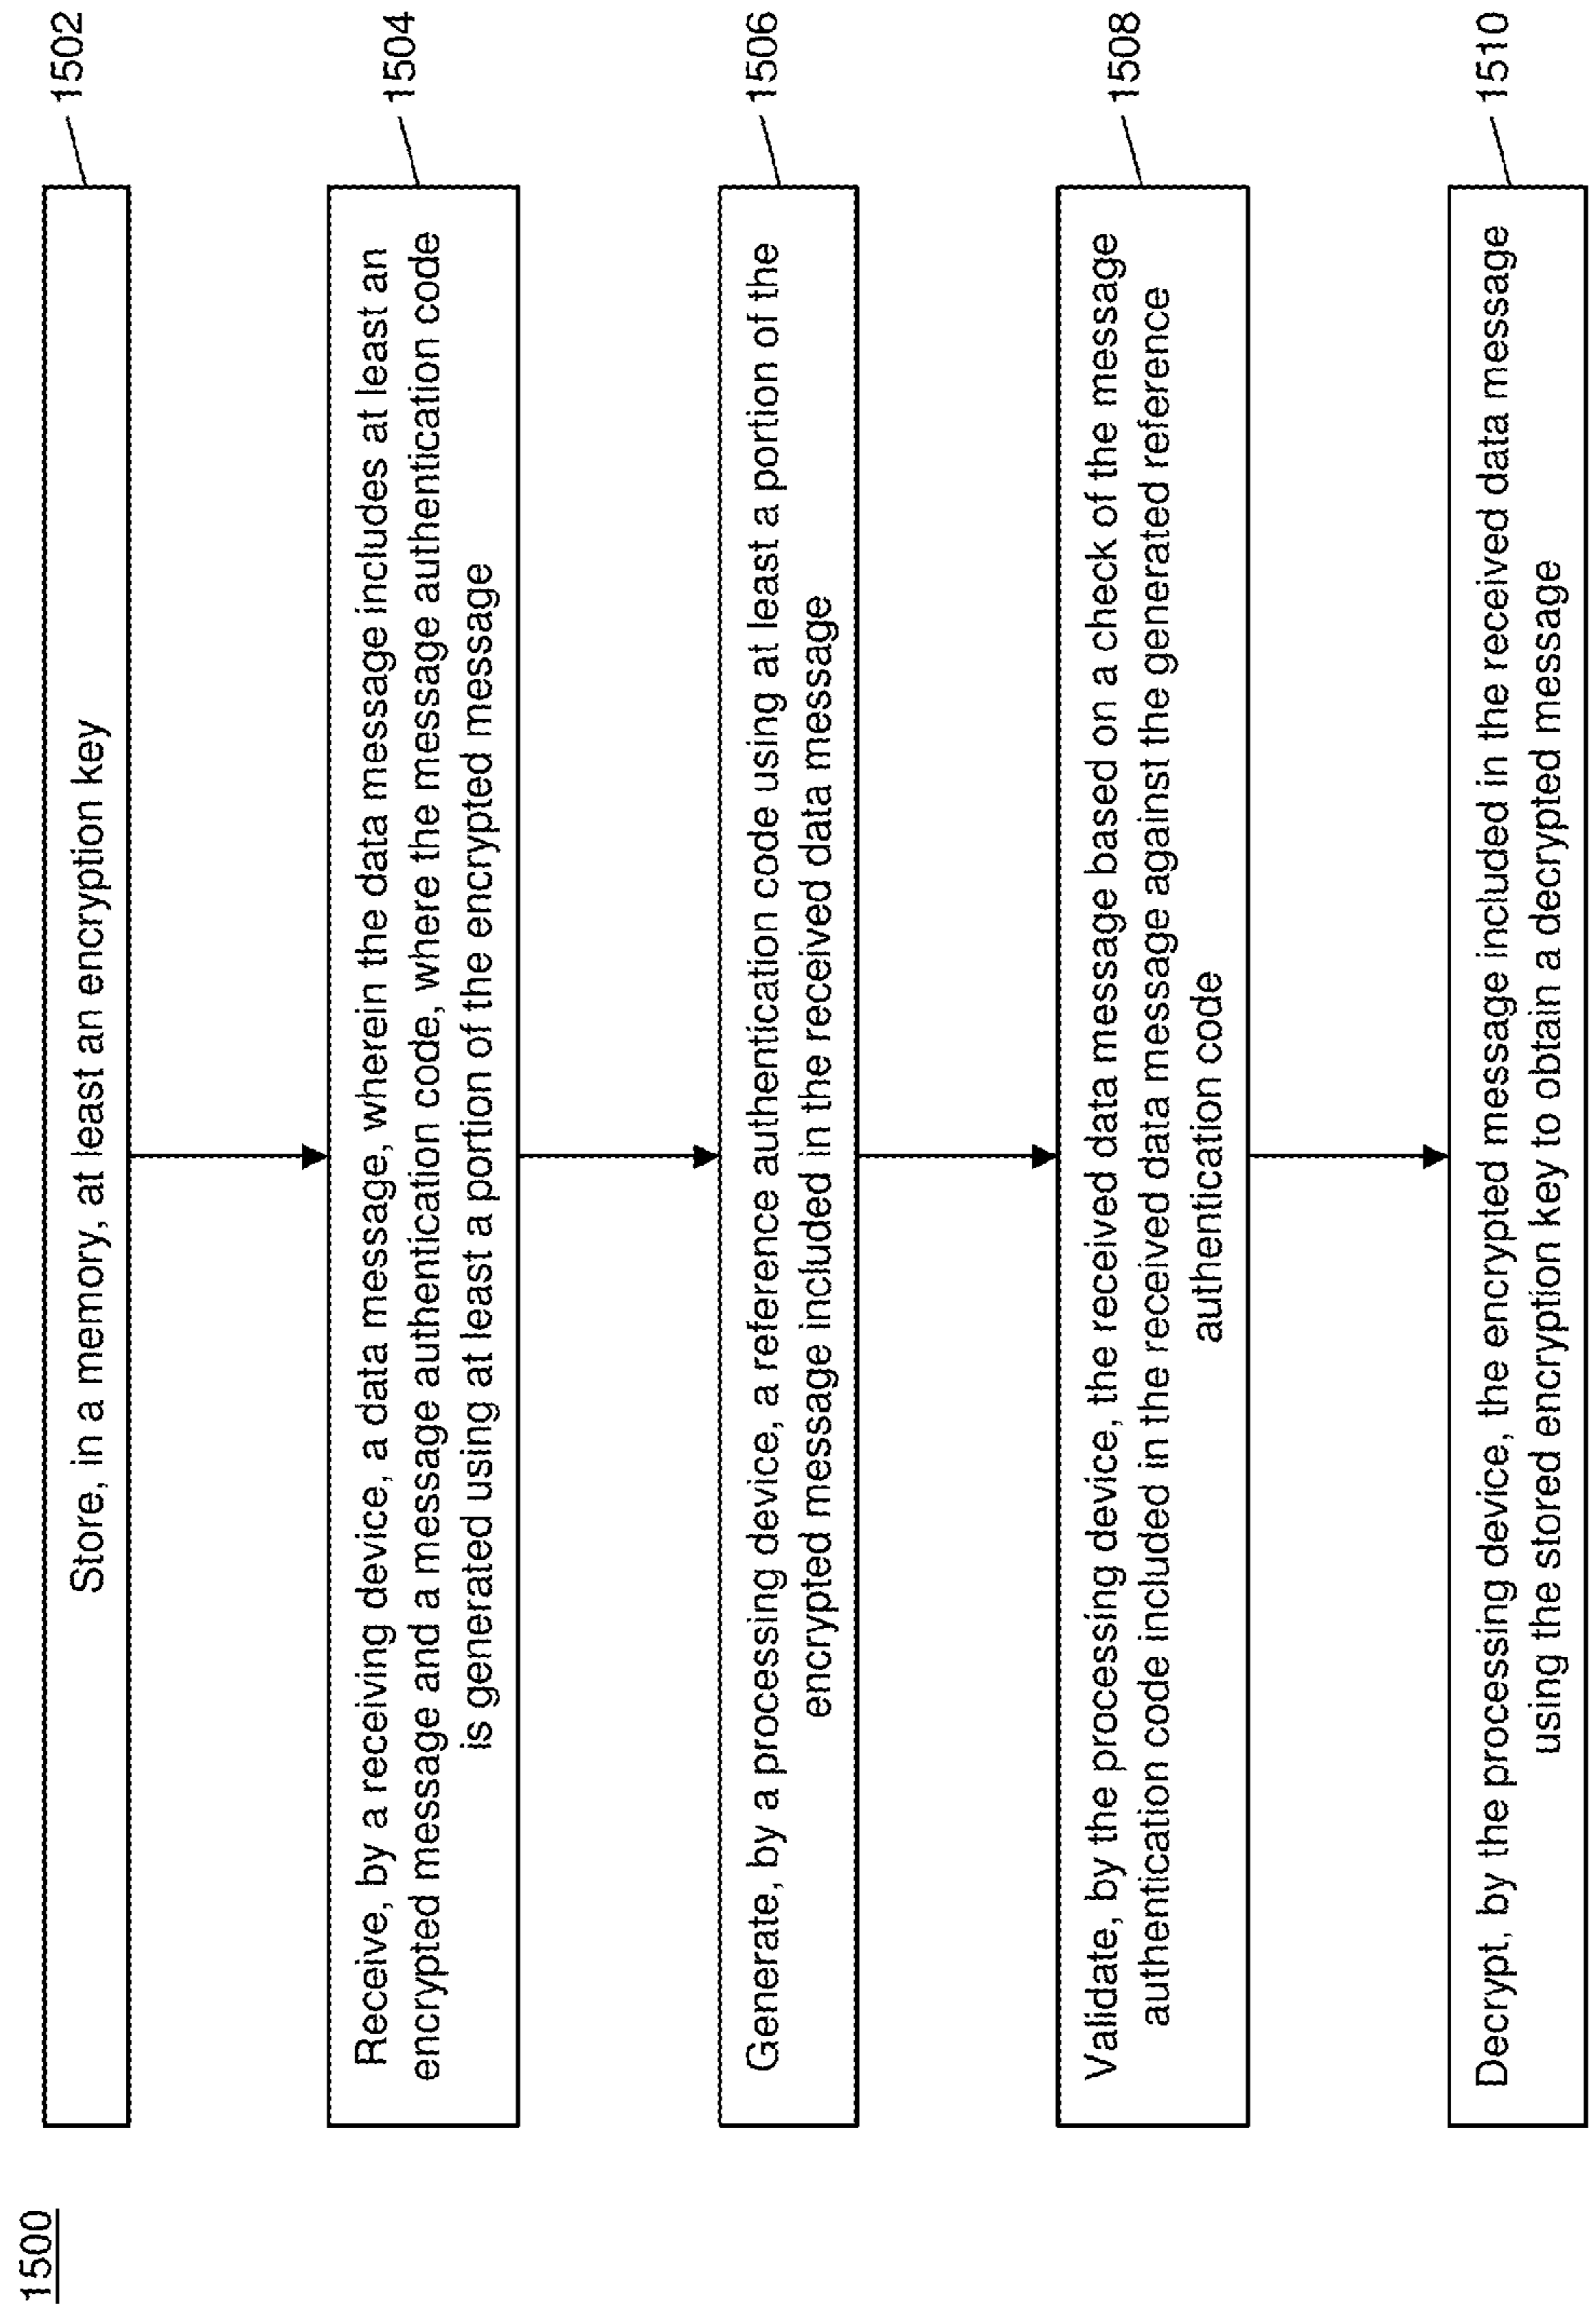 1500
1502
Store, in a memory, at least an encryption key
1504
Receive, by a receiving device, a data message, wherein the data message includes at least an
encrypted message and a message authentication code, where the message authentication code
is generated using at least a portion of the encrypted message
1506
Generate, by a processing device, a reference authentication code using at least a portion of the
encrypted message included in the received data message
1508
Validate, by the processing device, the received data message based on a check of the message
authentication code included in the received data message against the generated reference
authentication code
1510
Decrypt, by the processing device, the encrypted message included in the received data message
using the stored encryption key to obtain a decrypted message